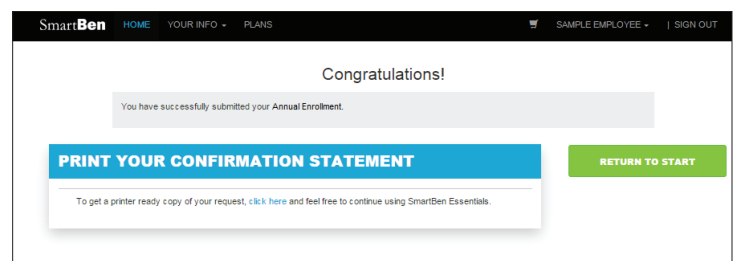 SmartBen HOME YOUR INFO PLANS SAMPLE EMPLOYEE | SIGN OUT
Congratulations!
You have successfully submitted your Annual Enrollment.
PRINT YOUR CONFIRMATION STATEMENT
RETURN TO START
To get a printer ready copy of your request, click here and feel free to continue using SmartBen Essentials.